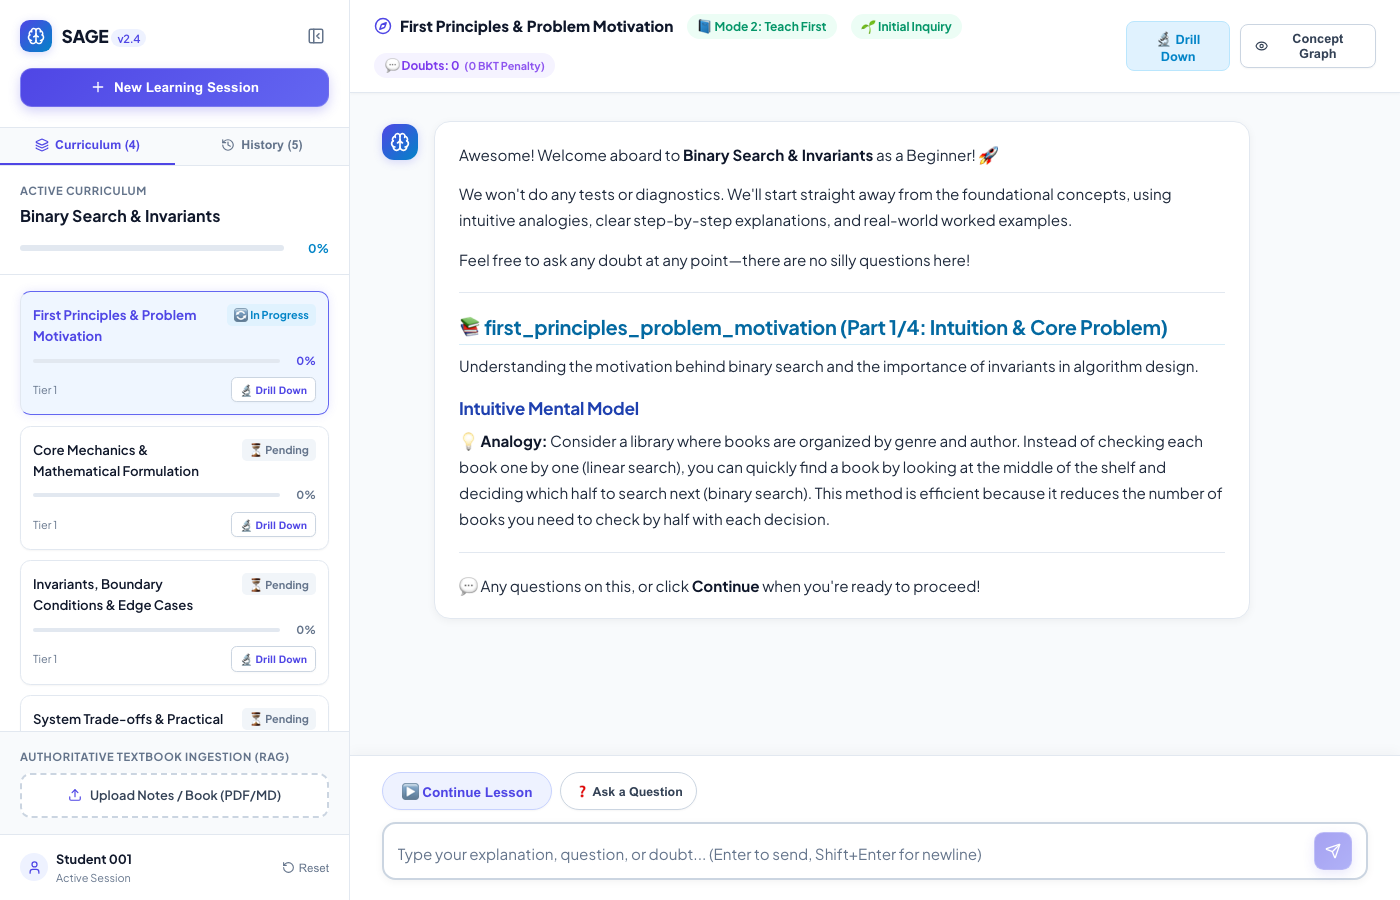 SAGE v2.4
New Learning Session
Curriculum (4)
History (5)
ACTIVE CURRICULUM
Binary Search & Invariants
0%
First Principles & Problem
Motivation
In Progress
0%
Tier 1
Drill Down
Core Mechanics &
Mathematical Formulation
Pending
0%
Tier 1
Drill Down
Invariants, Boundary
Conditions & Edge Cases
Pending
0%
Tier 1
Drill Down
System Trade-offs & Practical
Pending
AUTHORITATIVE TEXTBOOK INGESTION (RAG)
Upload Notes / Book (PDF/MD)
Student 001
Active Session
Reset
First Principles & Problem Motivation
Mode 2: Teach First
Initial Inquiry
Doubts: 0 (0 BKT Penalty)
Drill
Down
Concept
Graph
Awesome! Welcome aboard to Binary Search & Invariants as a Beginner! 🚀
We won't do any tests or diagnostics. We'll start straight away from the foundational concepts, using
intuitive analogies, clear step-by-step explanations, and real-world worked examples.
Feel free to ask any doubt at any point—there are no silly questions here!
📚 first_principles_problem_motivation (Part 1/4: Intuition & Core Problem)
Understanding the motivation behind binary search and the importance of invariants in algorithm design.
Intuitive Mental Model
💡 Analogy: Consider a library where books are organized by genre and author. Instead of checking each
book one by one (linear search), you can quickly find a book by looking at the middle of the shelf and
deciding which half to search next (binary search). This method is efficient because it reduces the number of
books you need to check by half with each decision.
💬 Any questions on this, or click Continue when you're ready to proceed!
Continue Lesson
❓ Ask a Question
Type your explanation, question, or doubt... (Enter to send, Shift+Enter for newline)